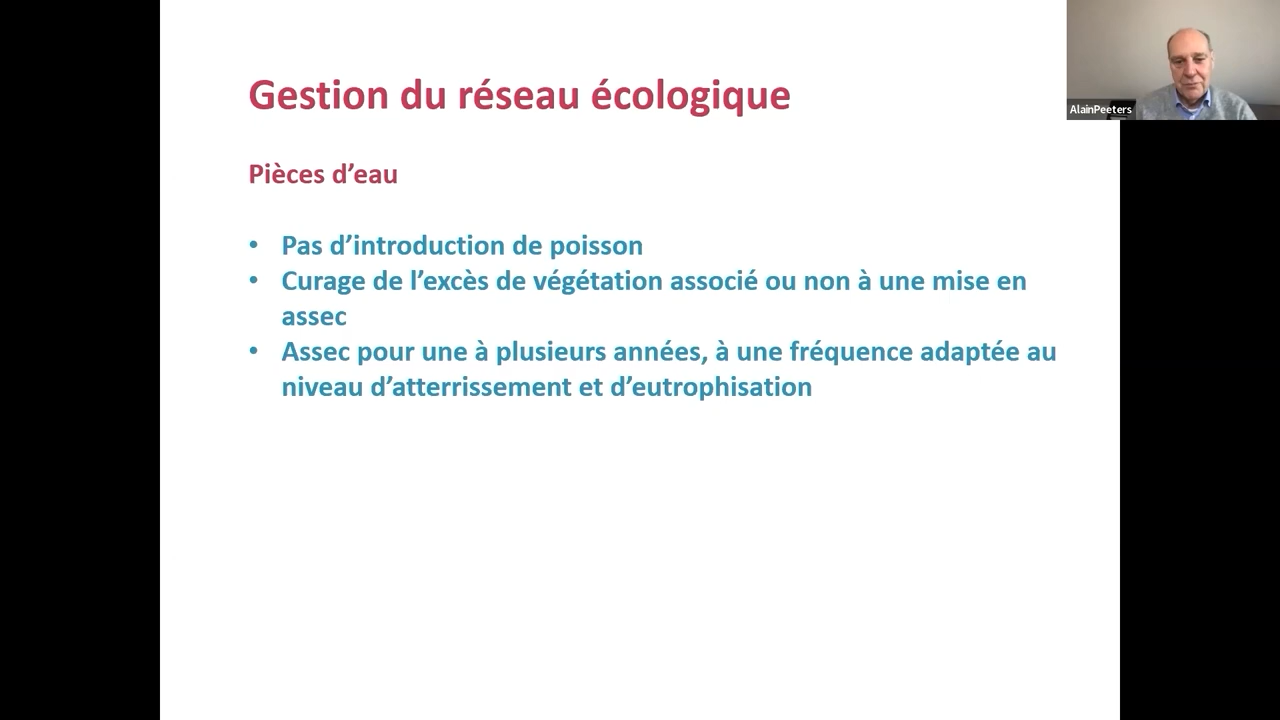 Gestion du réseau écologique
AlainPeeters
Pièces d’eau
• Pas d’introduction de poisson
• Curage de l’excès de végétation associé ou non à une mise en
assec
• Assec pour une à plusieurs années, à une fréquence adaptée au
niveau d’atterrissement et d’eutrophisation